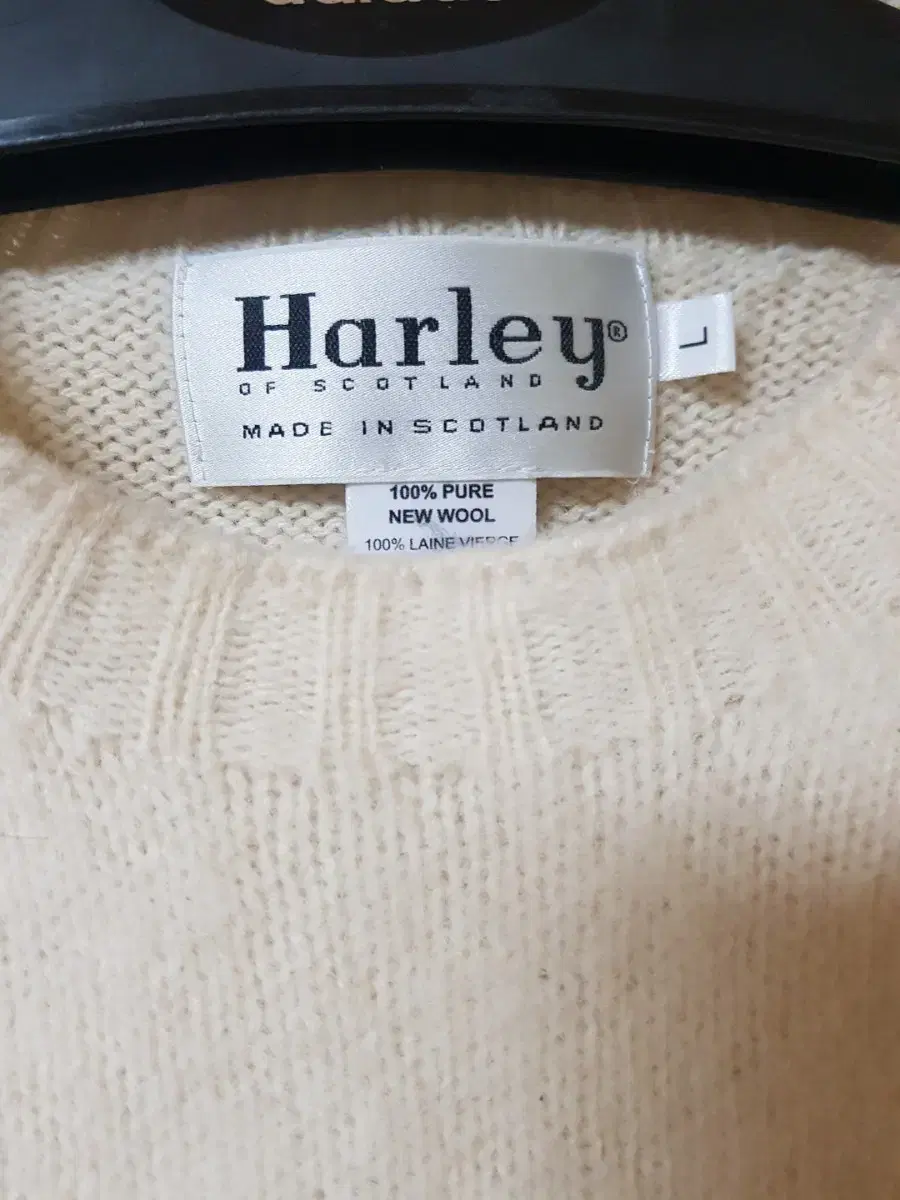 Harley®
OF SCOTLAND
MADE IN SCOTLAND
L
100% PURE
NEW WOOL
100% LAINE VIERGE